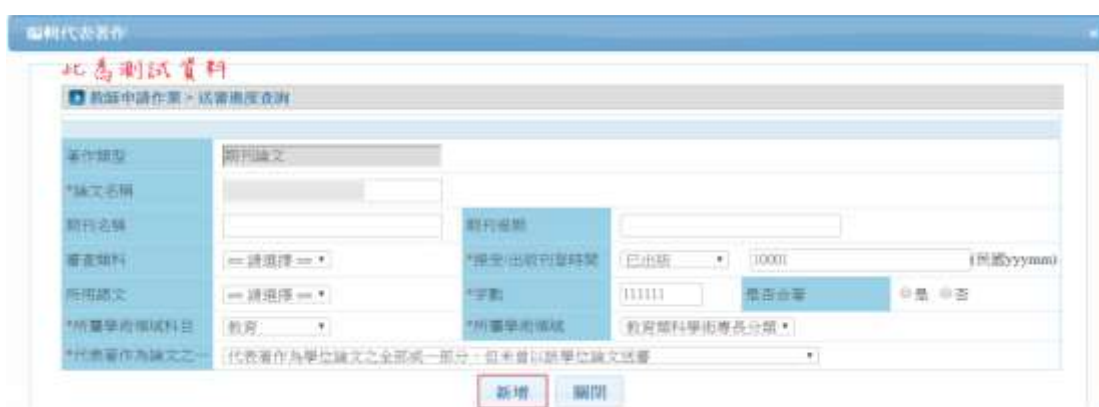 編輯代表著作
此為測試資料
教師申請作業 > 送審進度查詢
著作類型 期刊論文
*論文名稱
期刊名稱 期刊卷期
審查類科 == 請選擇 == *接受/出版刊登時間 已出版 10001 (民國yyymm)
所用語文 == 請選擇 == *字數 111111 是否合著 是 否
*所屬學術領域科目 教育 *所屬學術領域 教育類科學術專長分類
*代表著作為論文之一 代表著作為學位論文之全部或一部分，但未曾以該學位論文送審
新增 關閉